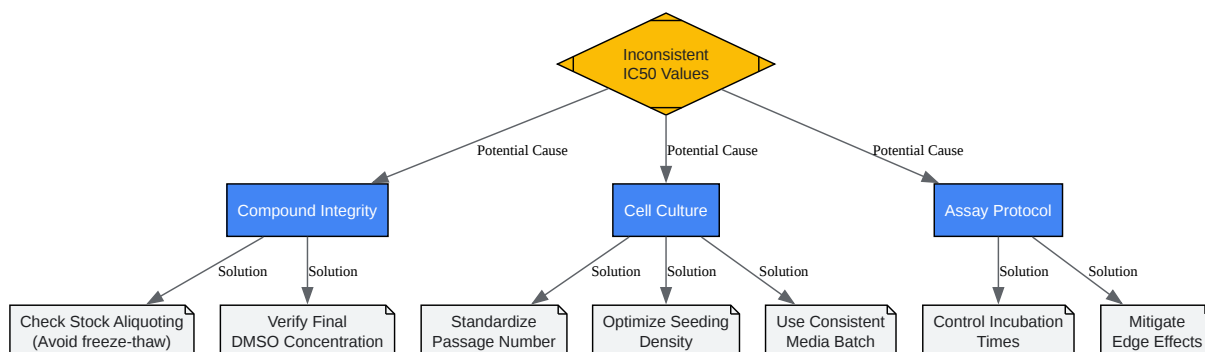 Inconsistent
IC50 Values
Potential Cause
Potential Cause
Potential Cause
Compound Integrity
Cell Culture
Assay Protocol
Solution
Solution
Solution
Solution
Solution
Solution
Solution
Check Stock Aliquoting
(Avoid freeze-thaw)
Verify Final
DMSO Concentration
Standardize
Passage Number
Optimize Seeding
Density
Use Consistent
Media Batch
Control Incubation
Times
Mitigate
Edge Effects